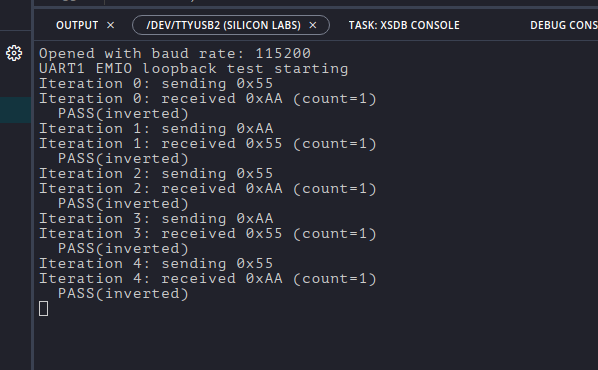 OUTPUT × /DEV/TTYUSB2 (SILICON LABS) × TASK: XSDB CONSOLE DEBUG CONS
Opened with baud rate: 115200
UART1 EMIO loopback test starting
Iteration 0: sending 0x55
Iteration 0: received 0xAA (count=1)
PASS(inverted)
Iteration 1: sending 0xAA
Iteration 1: received 0x55 (count=1)
PASS(inverted)
Iteration 2: sending 0x55
Iteration 2: received 0xAA (count=1)
PASS(inverted)
Iteration 3: sending 0xAA
Iteration 3: received 0x55 (count=1)
PASS(inverted)
Iteration 4: sending 0x55
Iteration 4: received 0xAA (count=1)
PASS(inverted)